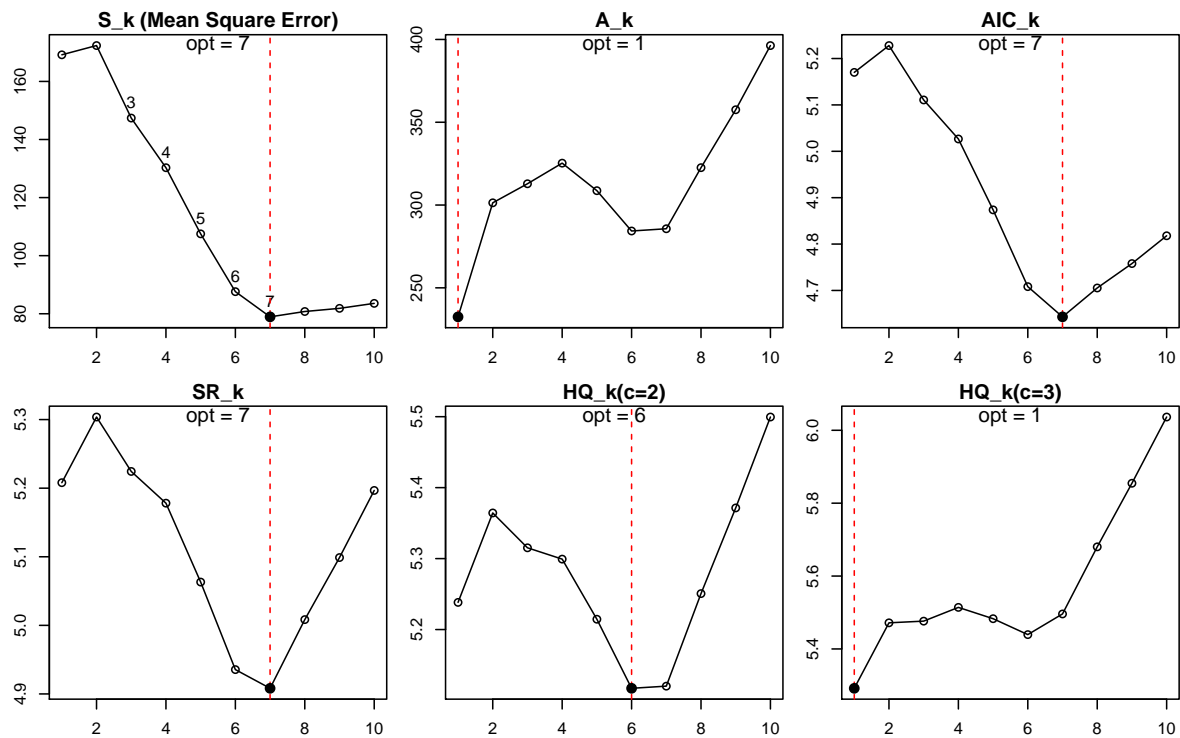 S_k (Mean Square Error)
opt = 7
160
140
120
100
80
3
4
5
6
7
2 4 6 8 10
A_k
opt = 1
400
350
300
250
2 4 6 8 10
AIC_k
opt = 7
5.2
5.1
5.0
4.9
4.8
4.7
2 4 6 8 10
SR_k
opt = 7
5.3
5.2
5.1
5.0
4.9
2 4 6 8 10
HQ_k(c=2)
opt = 6
5.5
5.4
5.3
5.2
2 4 6 8 10
HQ_k(c=3)
opt = 1
6.0
5.8
5.6
5.4
2 4 6 8 10